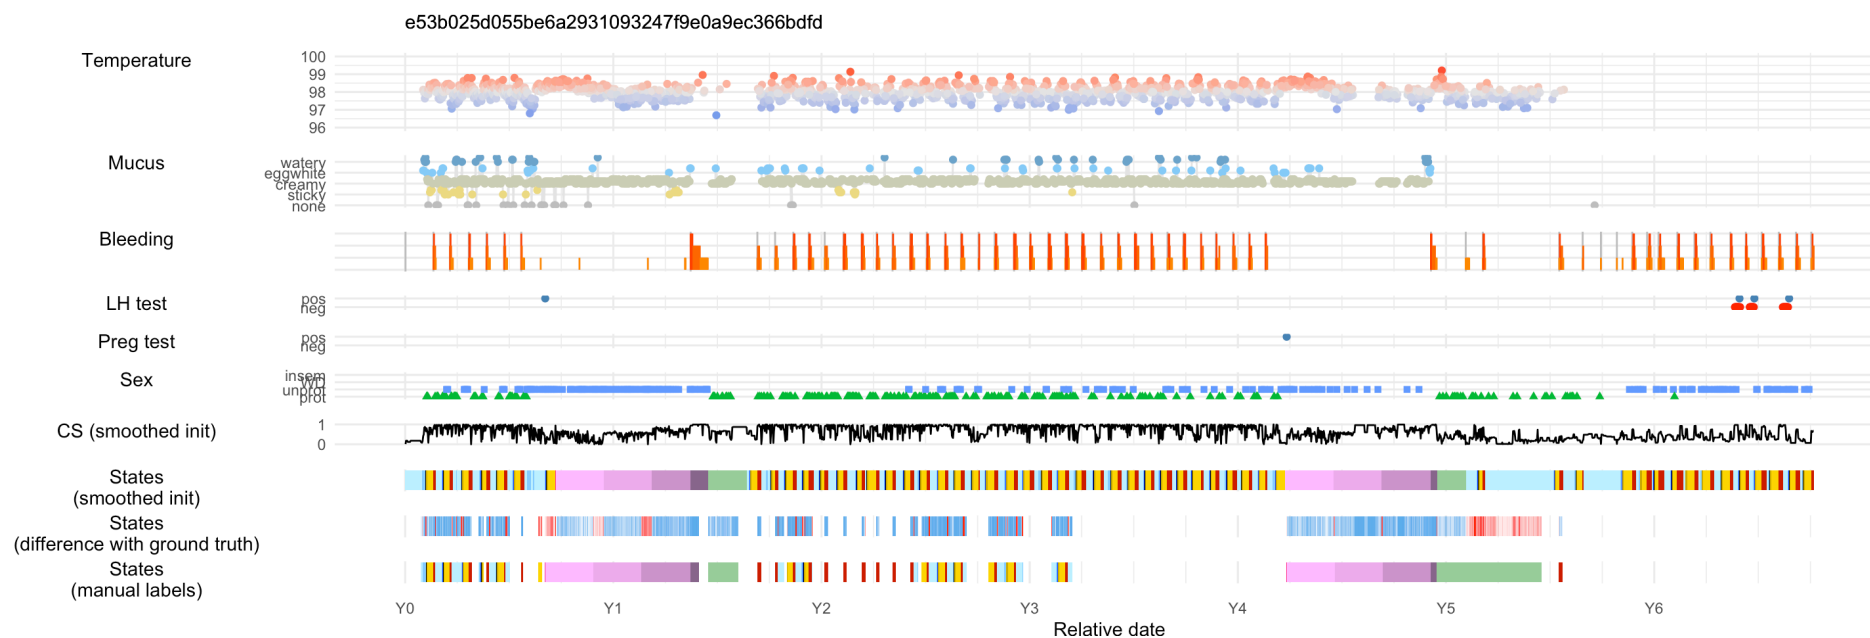 e53b025d055be6a2931093247f9e0a9ec366bdfd
Temperature
100
99
98
97
96
Mucus
watery
eggwhite
creamy
sticky
none
Bleeding
LH test
pos
neg
Preg test
pos
neg
Sex
insem
WD
unprot
prot
CS (smoothed init)
1
0
States
(smoothed init)
States
(difference with ground truth)
States
(manual labels)
Y0 Y1 Y2 Y3 Y4 Y5 Y6
Relative date